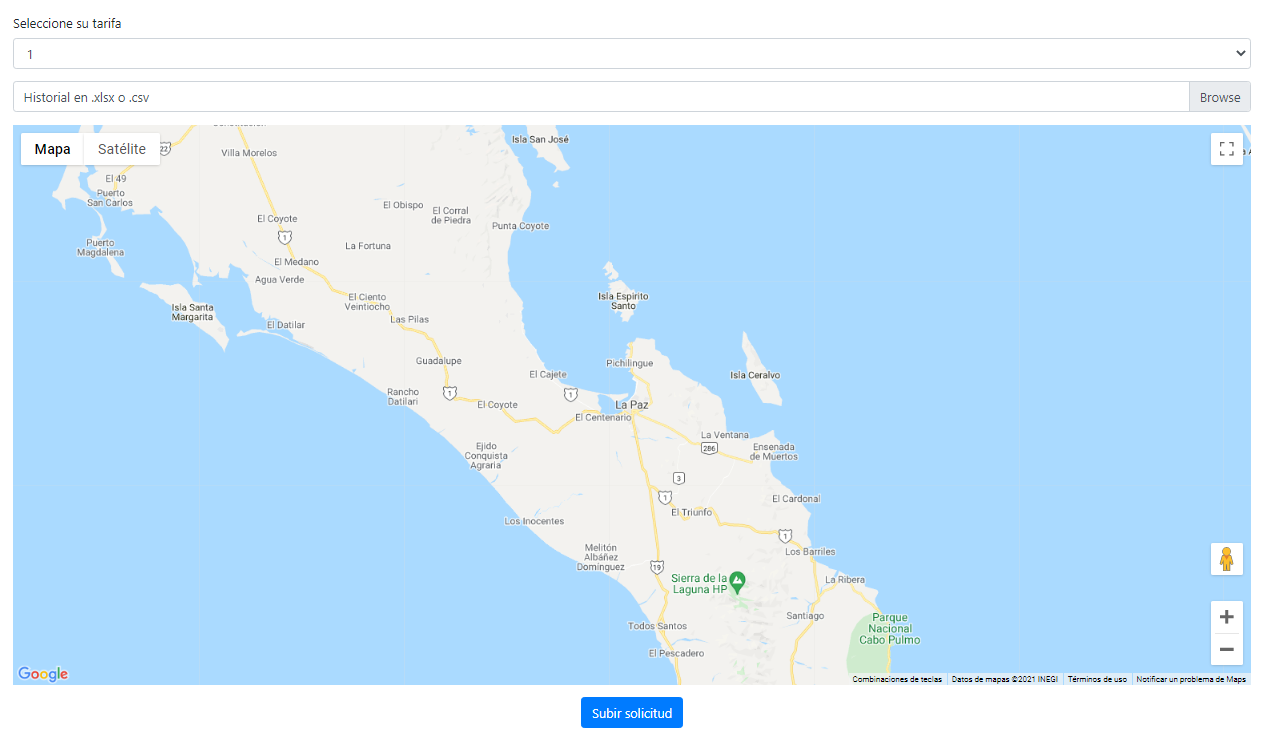 Seleccione su tarifa
1
Historial en .xlsx o .csv
Browse
Mapa
Satélite
22
Isla San José
Villa Morelos
El 49
Puerto
San Carlos
El Obispo
El Corral
de Piedra
El Coyote
Punta Coyote
1
Puerto
Magdalena
La Fortuna
El Medano
Agua Verde
El Ciento
Veintiocho
Isla Espíritu
Santo
Isla Santa
Margarita
Las Pilas
El Datilar
Guadalupe
Pichilingue
El Cajete
Isla Ceralvo
Rancho
Datilari
1
1
El Coyote
La Paz
El Centenario
La Ventana
286
Ensenada
de Muertos
Ejido
Conquista
Agraria
3
1
El Cardonal
El Triunfo
Los Inocentes
1
Melitón
Albáñez
Domínguez
Los Barriles
19
Sierra de la
Laguna HP
La Ribera
Santiago
Todos Santos
Parque
Nacional
Cabo Pulmo
El Pescadero
Google
Combinaciones de teclas
Datos de mapas ©2021 INEGI
Términos de uso
Notificar un problema de Maps
Subir solicitud